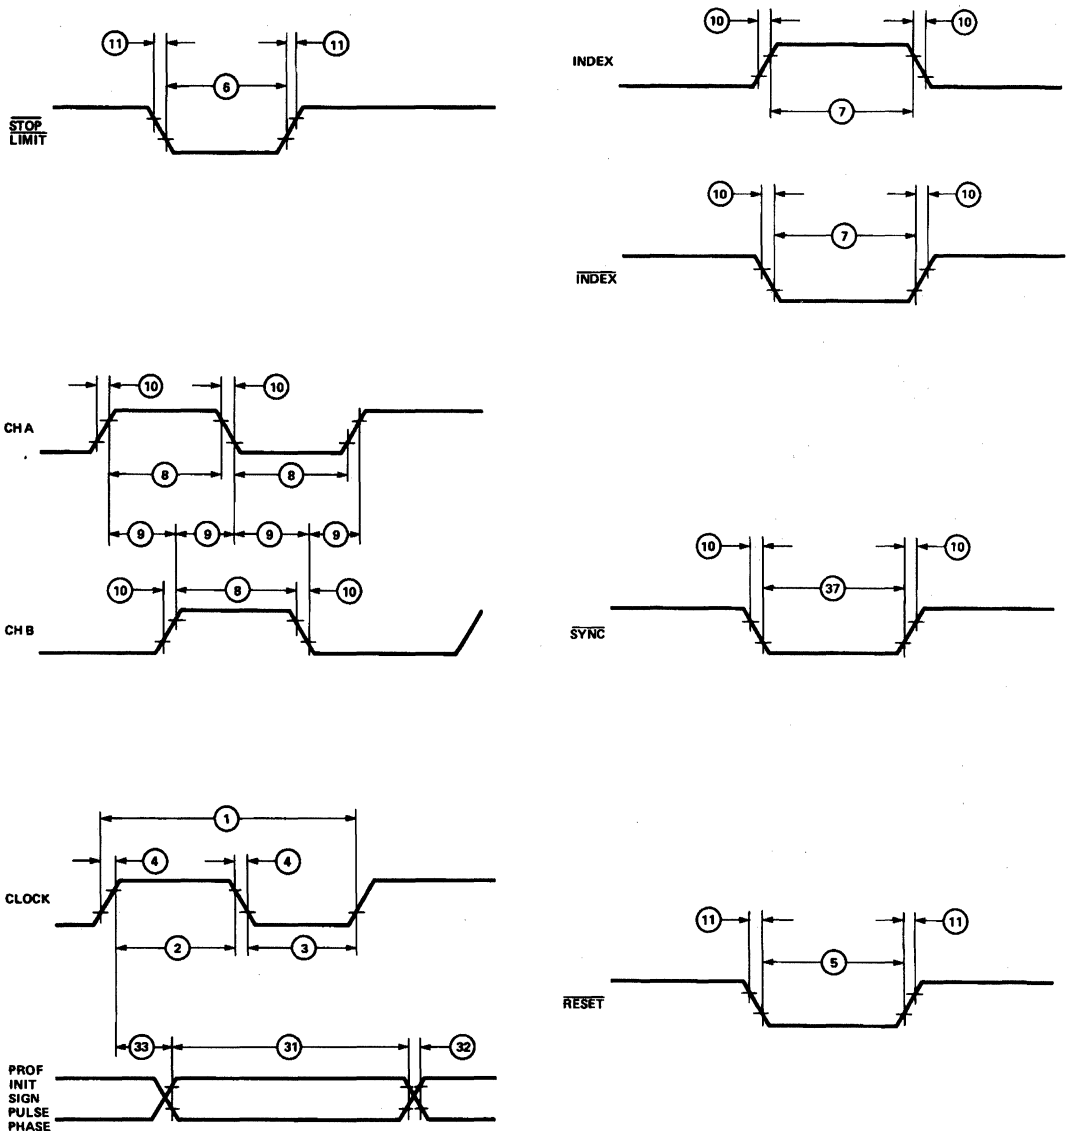 11 11
6
STOP
LIMIT
10 10
INDEX
7
10 10
7
INDEX
10 10
CH A
8 8
9 9 9 9
10 8 10
CH B
10 10
37
SYNC
1
4 4
CLOCK
2 3
33 31 32
PROF
INIT
SIGN
PULSE
PHASE
11 11
5
RESET